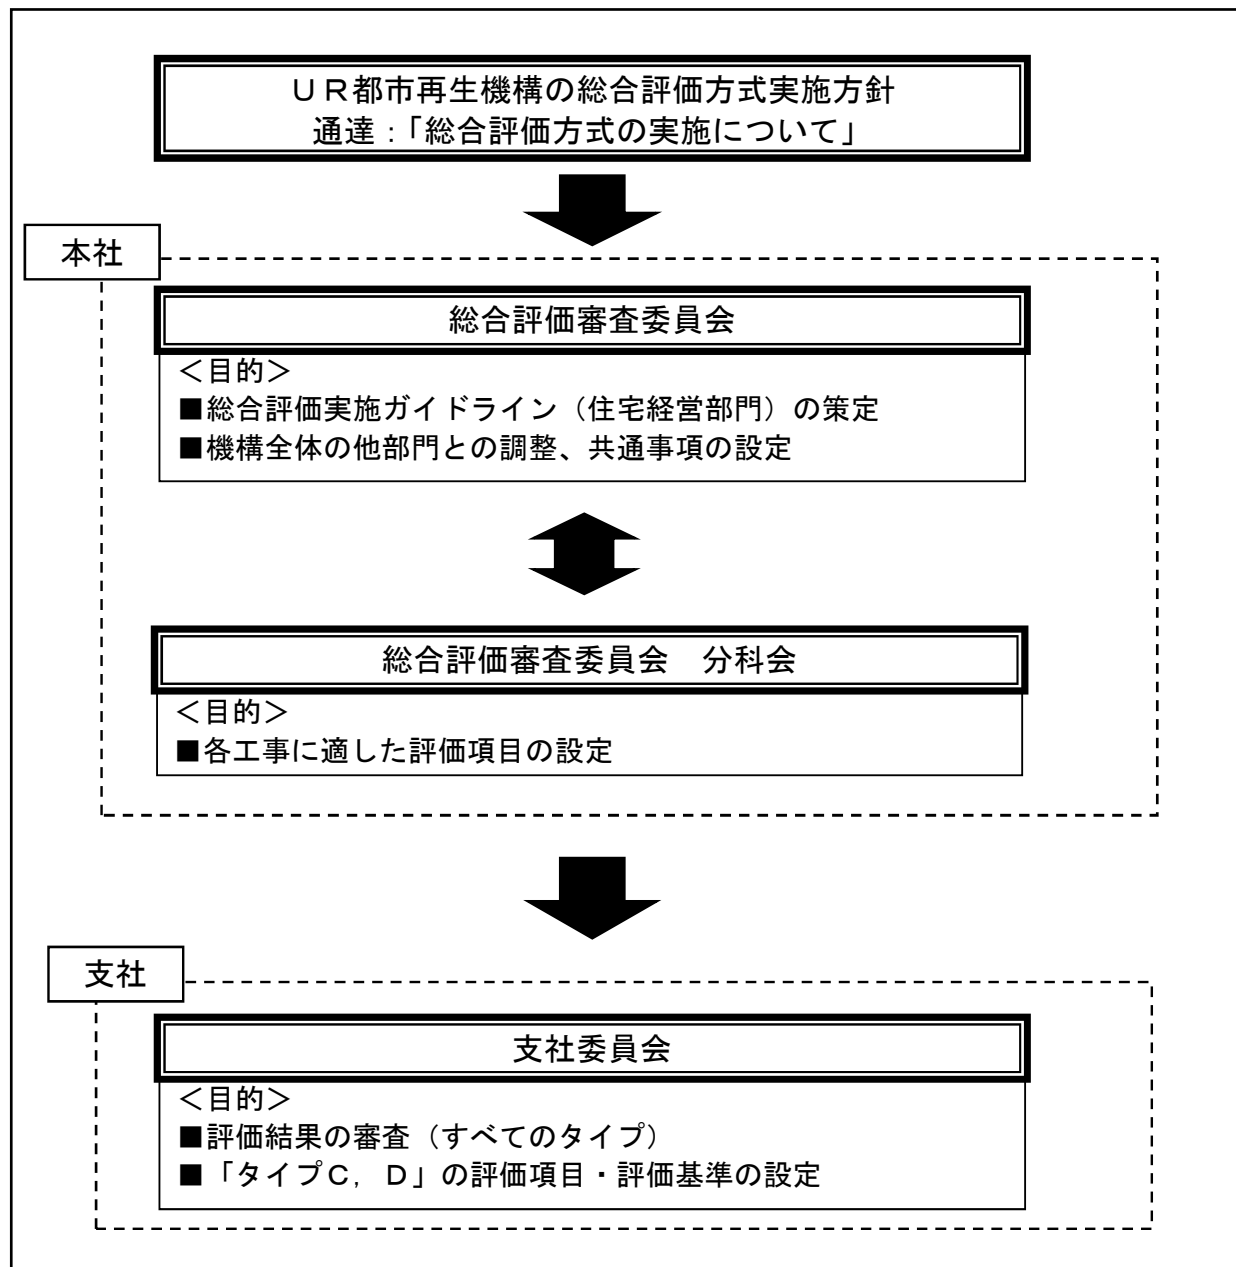 ＵＲ都市再生機構の総合評価方式実施方針
通達：「総合評価方式の実施について」
本社
総合評価審査委員会
＜目的＞
■総合評価実施ガイドライン（住宅経営部門）の策定
■機構全体の他部門との調整、共通事項の設定
総合評価審査委員会　分科会
＜目的＞
■各工事に適した評価項目の設定
支社
支社委員会
＜目的＞
■評価結果の審査（すべてのタイプ）
■「タイプＣ，Ｄ」の評価項目・評価基準の設定